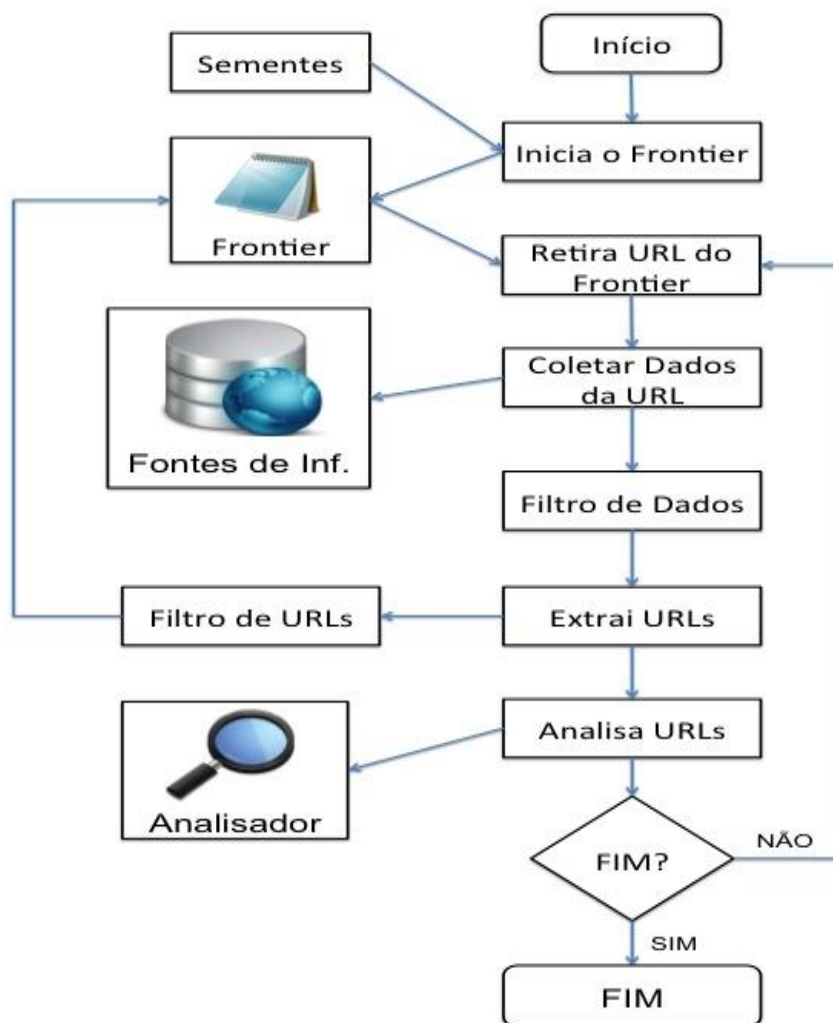 Início
Sementes
Inicia o Frontier
Frontier
Retira URL do
Frontier
Coletar Dados
da URL
Fontes de Inf.
Filtro de Dados
Filtro de URLs
Extrai URLs
Analisa URLs
Analisador
FIM?
NÃO
SIM
FIM